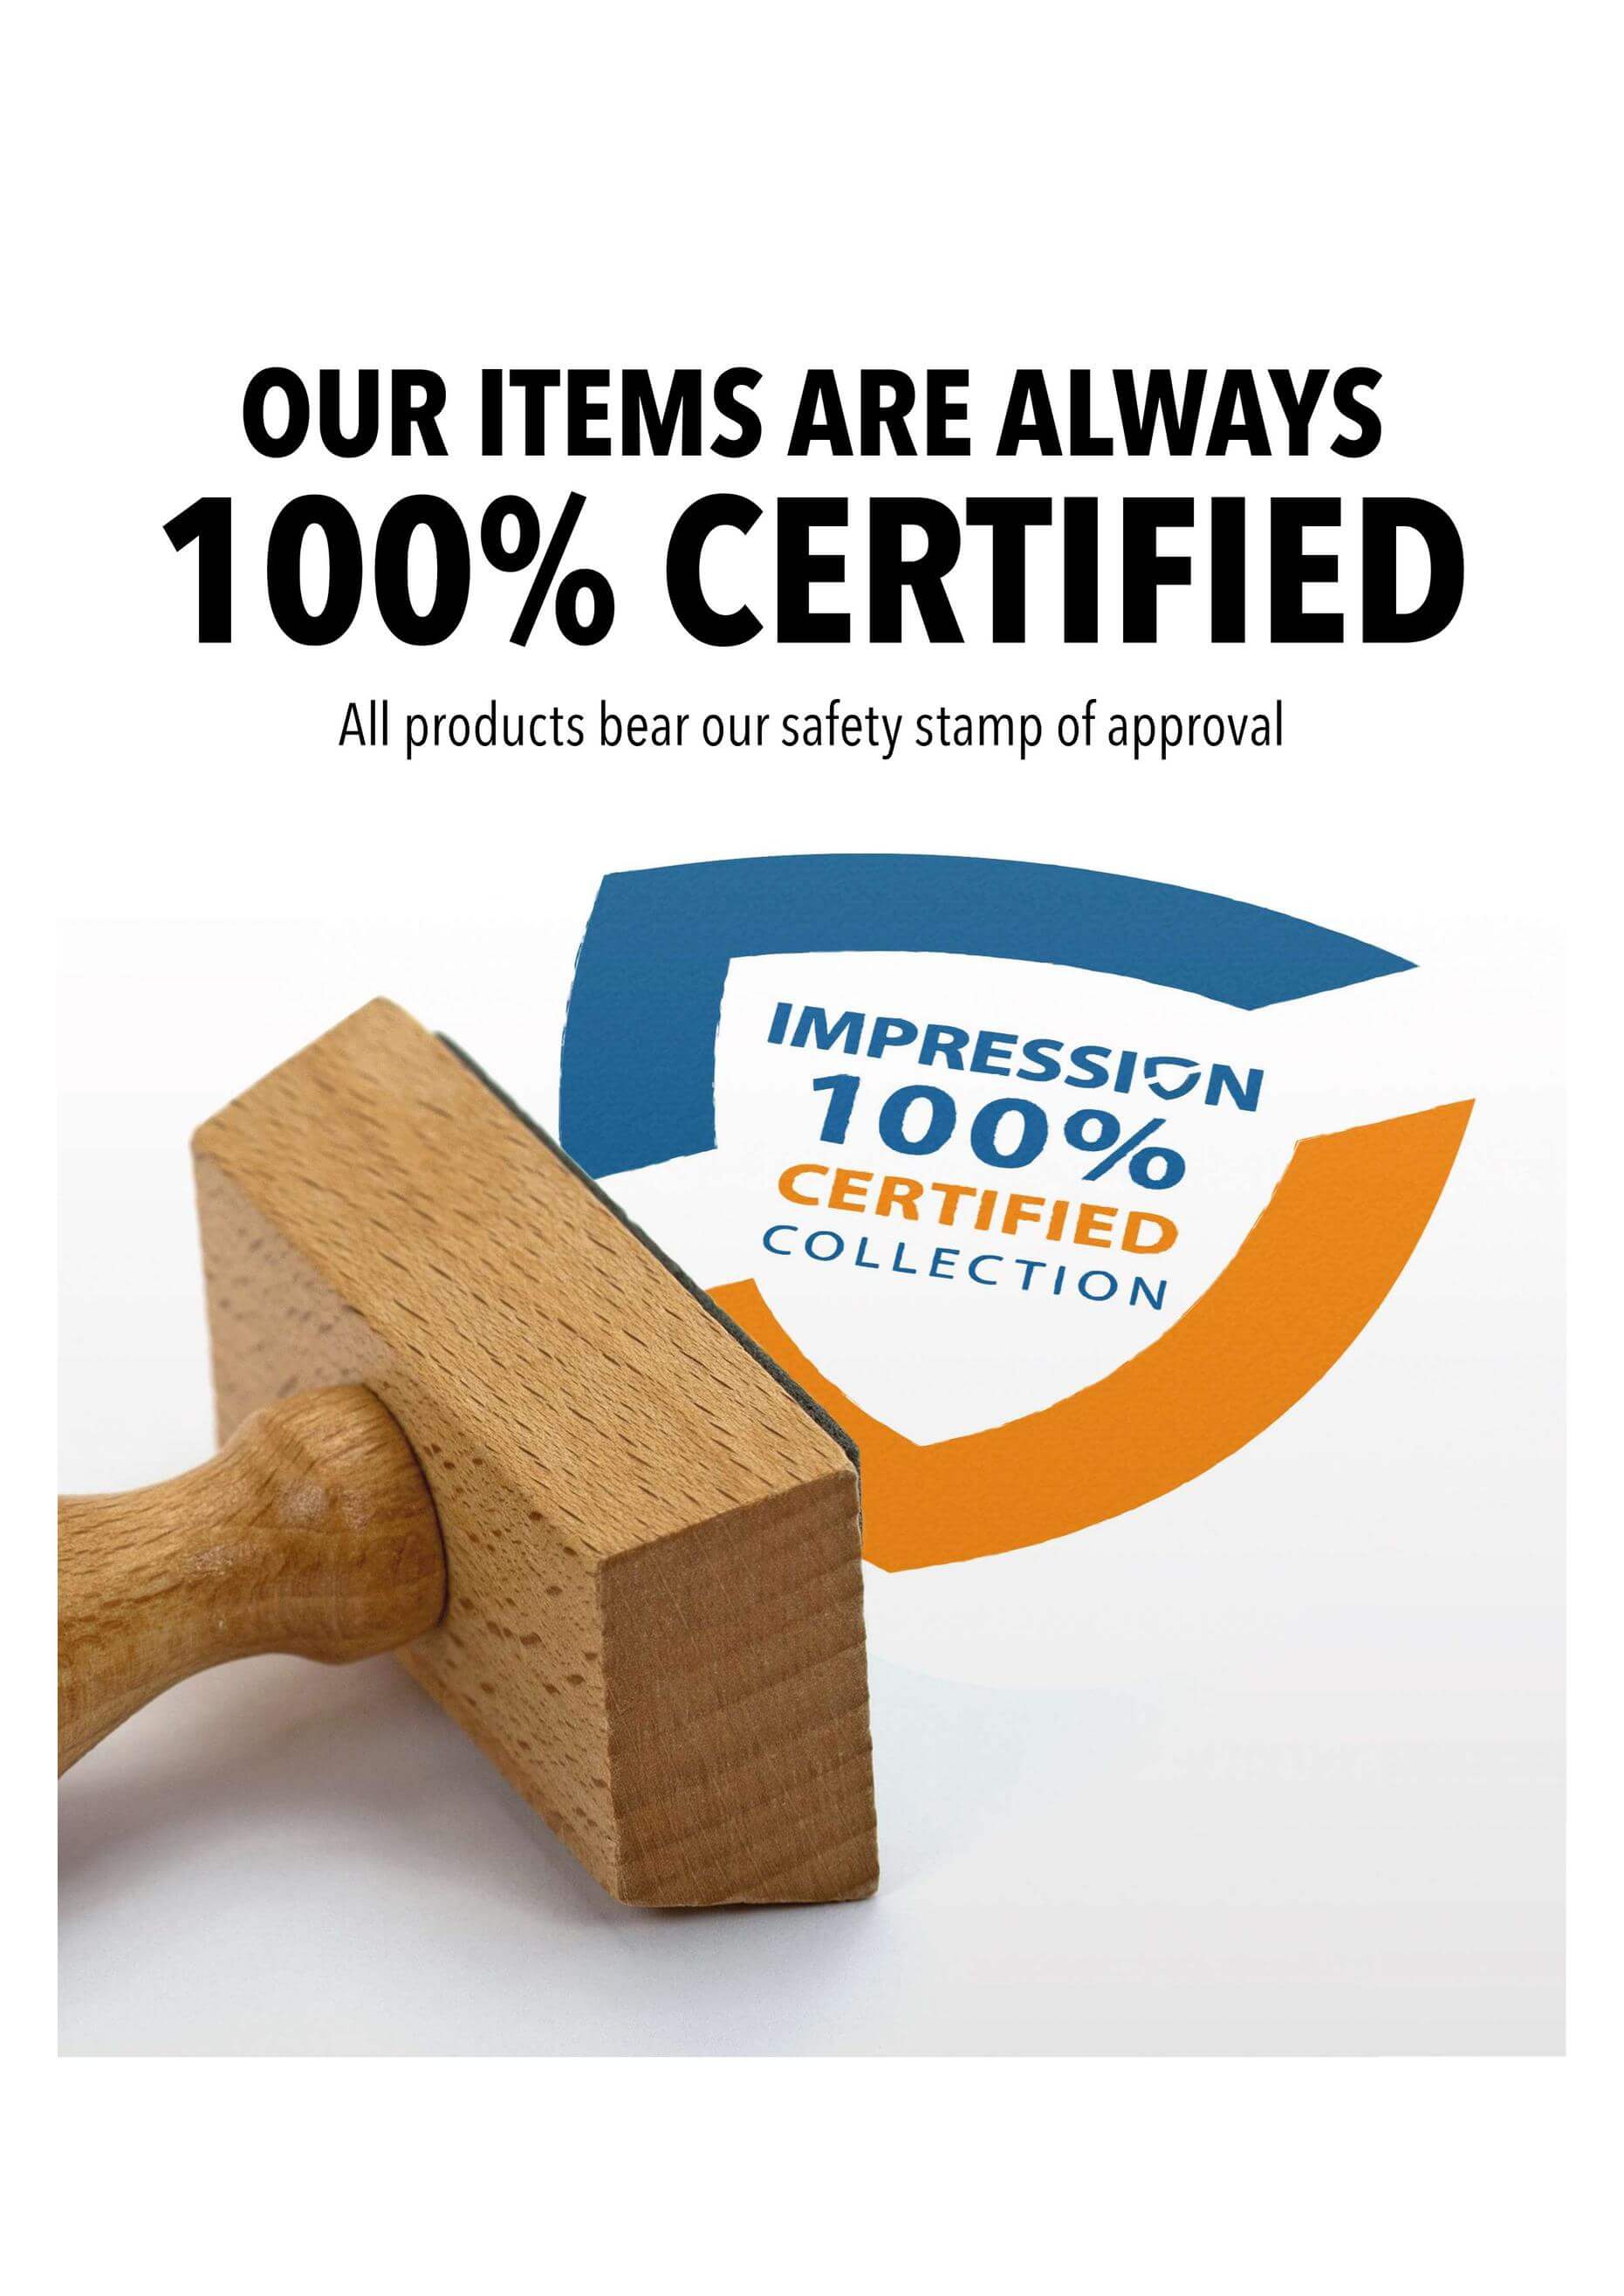 OUR ITEMS ARE ALWAYS
100% CERTIFIED
All products bear our safety stamp of approval
IMPRESSION
100%
CERTIFIED
COLLECTION